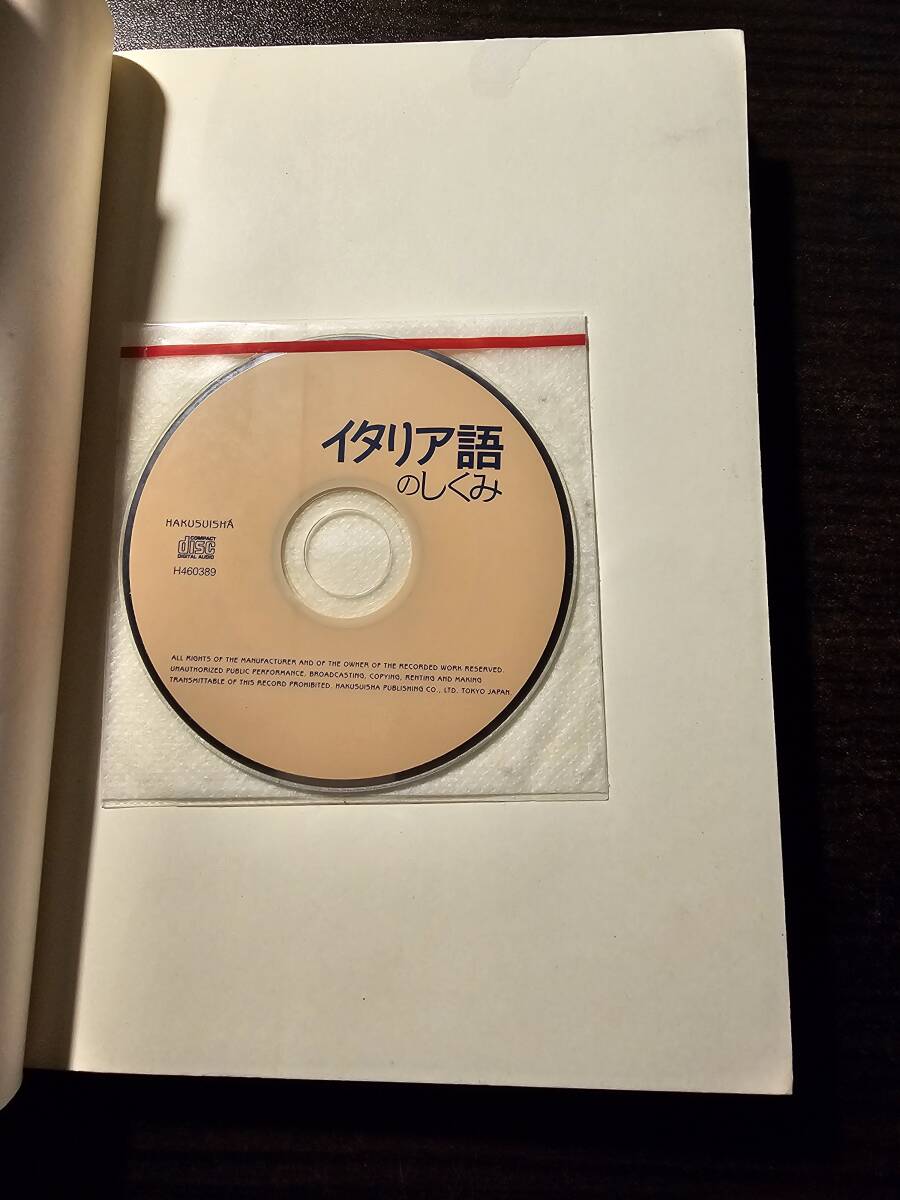 イタリア語
のしくみ
HAKUSUISHA
COMPACT
disc
DIGITAL AUDIO
H460389
ALL RIGHTS OF THE MANUFACTURER AND OF THE OWNER OF THE RECORDED WORK RESERVED.
UNAUTHORIZED PUBLIC PERFORMANCE, BROADCASTING, COPYING, RENTING AND MAKING
TRANSMITTABLE OF THIS RECORD PROHIBITED. HAKUSUISHA PUBLISHING CO., LTD. TOKYO JAPAN.